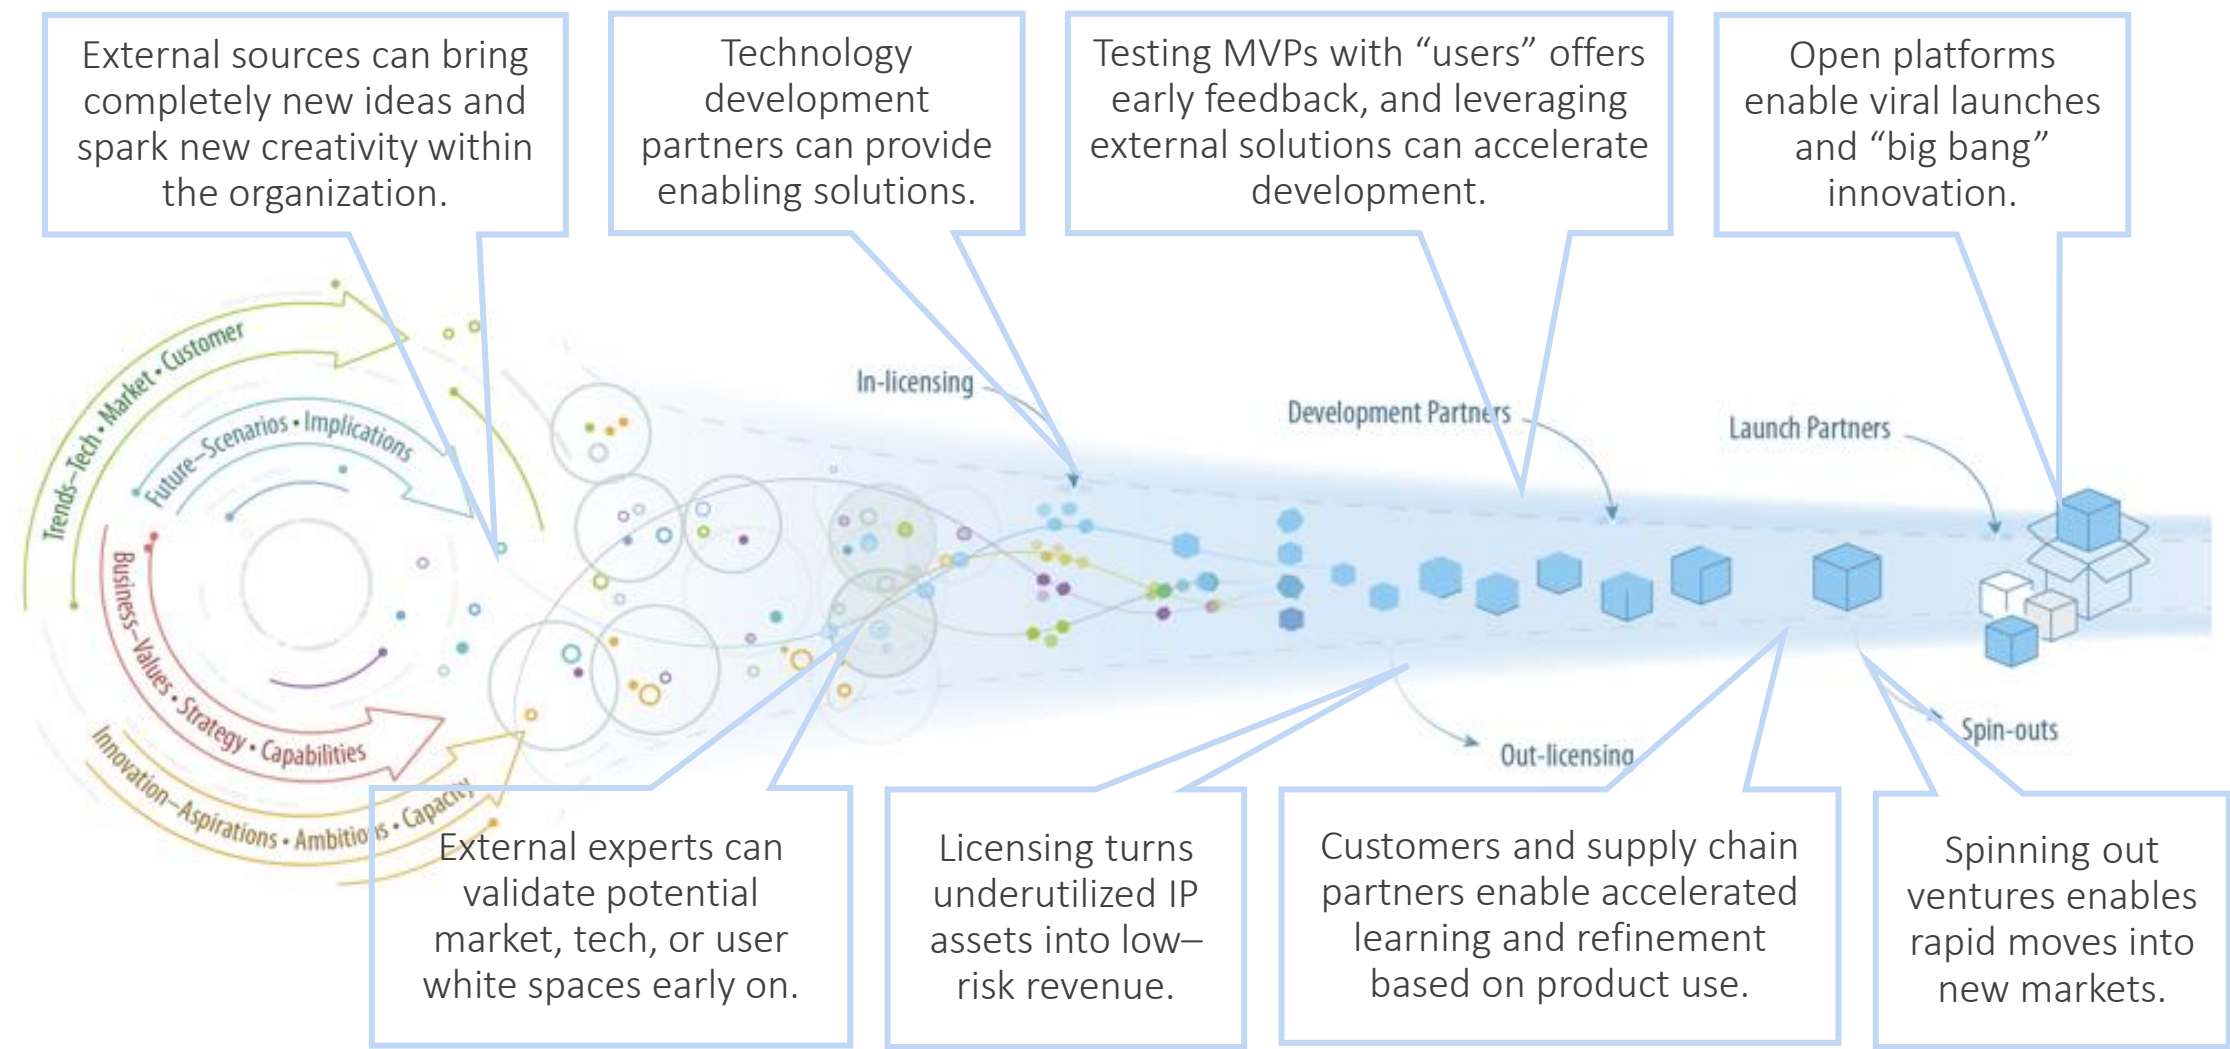 External sources can bring
completely new ideas and
spark new creativity within
the organization.
Technology
development
partners can provide
enabling solutions.
Testing MVPs with “users” offers
early feedback, and leveraging
external solutions can accelerate
development.
Open platforms
enable viral launches
and “big bang”
innovation.
Trends–Tech • Market • Customer
Future–Scenarios • Implications
Business–Values • Strategy • Capabilities
Innovation–Aspirations • Ambitions • Capacity
In-licensing
Development Partners
Launch Partners
Out-licensing
Spin-outs
External experts can
validate potential
market, tech, or user
white spaces early on.
Licensing turns
underutilized IP
assets into low–
risk revenue.
Customers and supply chain
partners enable accelerated
learning and refinement
based on product use.
Spinning out
ventures enables
rapid moves into
new markets.